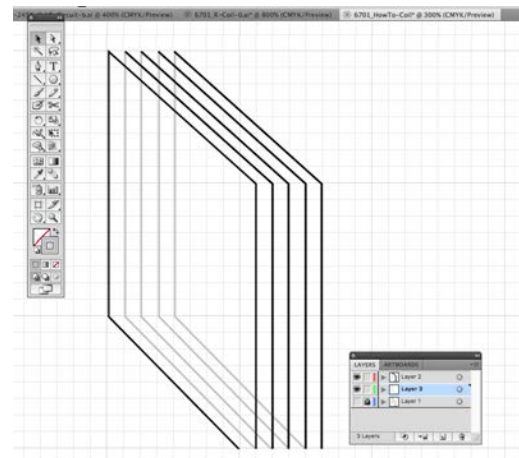 6701_R-Coil-ILai* @ 800% (CMYK/Preview)
6701_HowTo-Coil* @ 300% (CMYK/Preview)
LAYERS ARTBOARDS
Layer 2
Layer 3
Layer 1
3 Layers